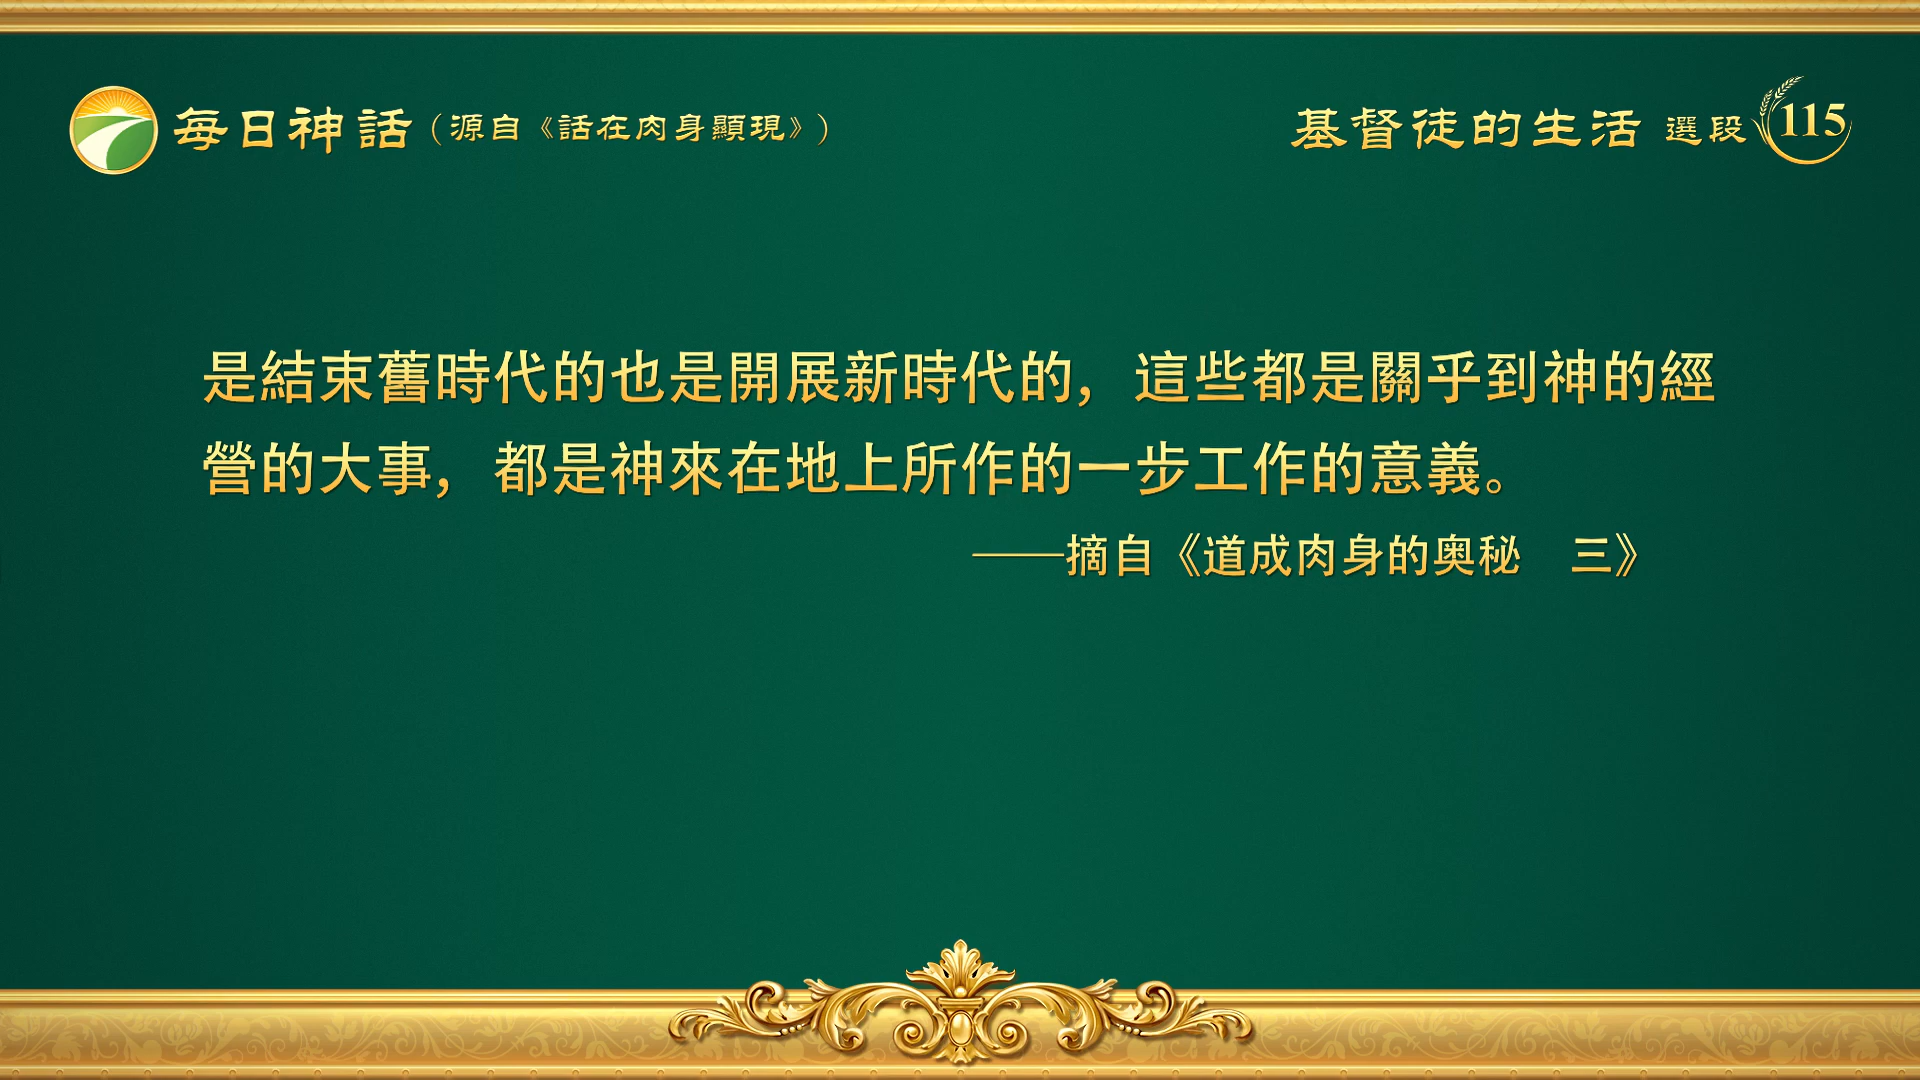 每日神話（源自《話在肉身顯現》）
基督徒的生活 選段 115
是結束舊時代的也是開展新時代的，這些都是關乎到神的經
營的大事，都是神來在地上所作的一步工作的意義。
——摘自《道成肉身的奧秘　三》